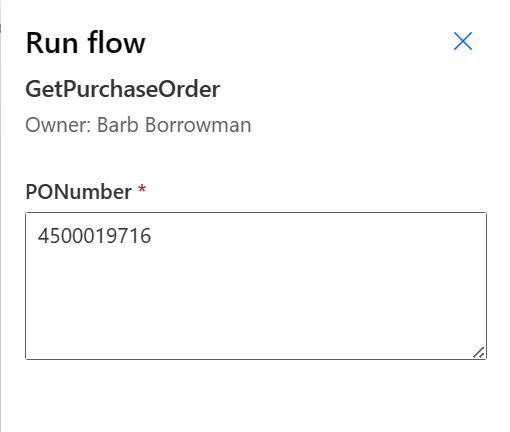 Run flow
GetPurchaseOrder
Owner: Barb Borrowman
PONumber *
4500019716